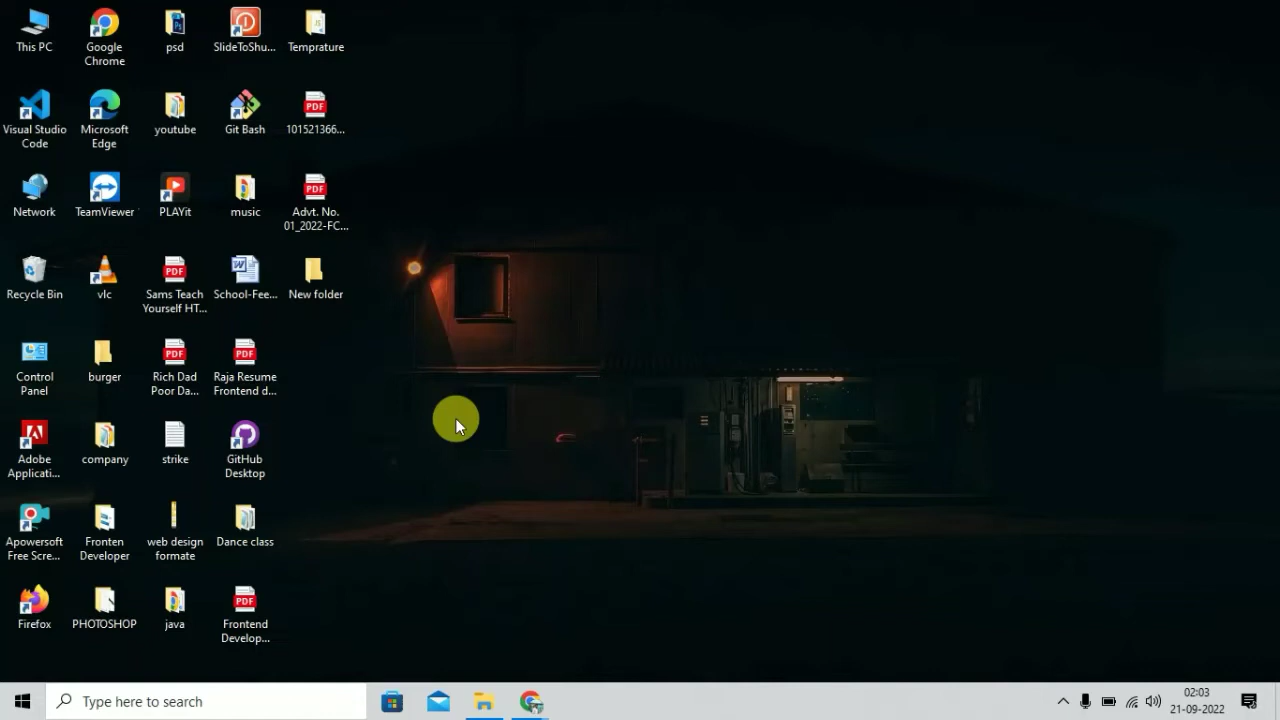 This PC
Google
Chrome
psd
SlideToShu...
Temprature
Visual Studio
Code
Microsoft
Edge
youtube
Git Bash
PDF
101521366...
Network
TeamViewer
PLAYit
music
PDF
Advt. No.
01_2022-FC...
Recycle Bin
vlc
PDF
Sams Teach
Yourself HT...
School-Fee...
New folder
Control
Panel
burger
PDF
Rich Dad
Poor Da...
PDF
Raja Resume
Frontend d...
Adobe
Applicati...
company
strike
GitHub
Desktop
Apowersoft
Free Scre...
Fronten
Developer
web design
formate
Dance class
Firefox
PHOTOSHOP
java
PDF
Frontend
Develop...
Type here to search
02:03
21-09-2022